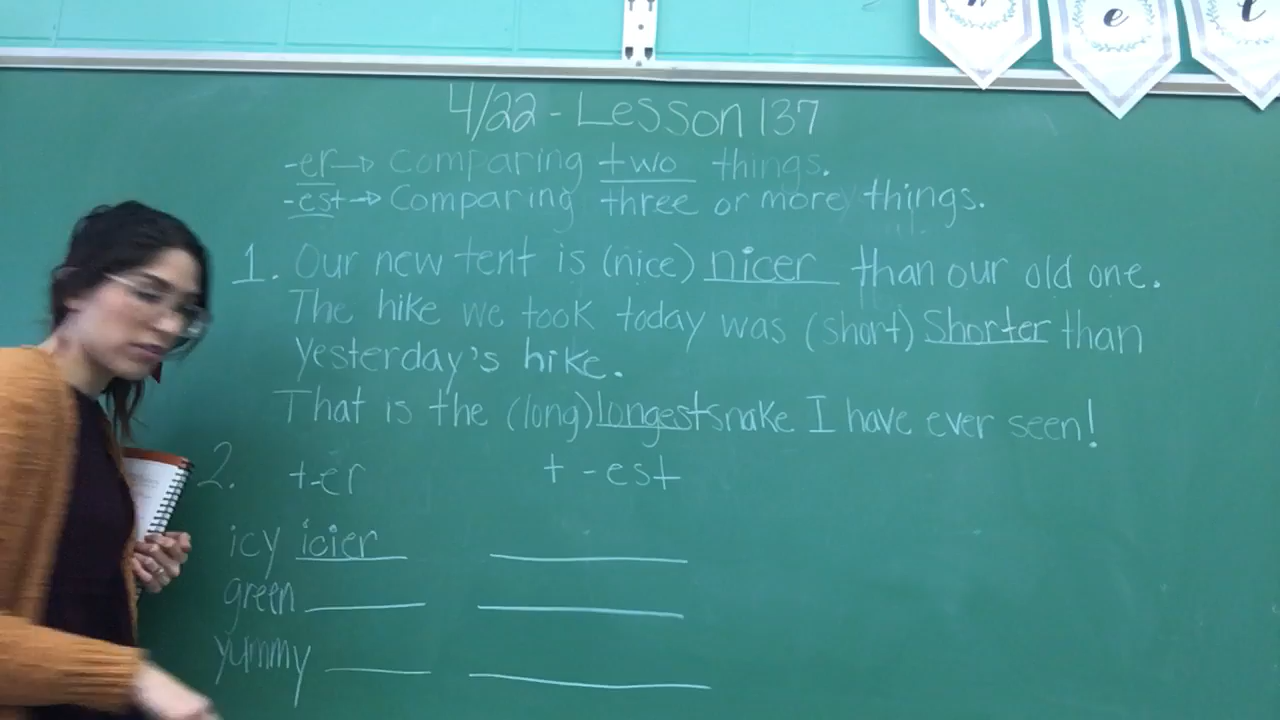 e
t
4/22 - Lesson 137
-er→ Comparing two things.
-est→ Comparing three or more things.
1. Our new tent is (nice) nicer than our old one.
The hike we took today was (short) Shorter than
yesterday's hike.
That is the (long) longest snake I have ever seen!
2. +-er + -est
icy icier
green
yummy